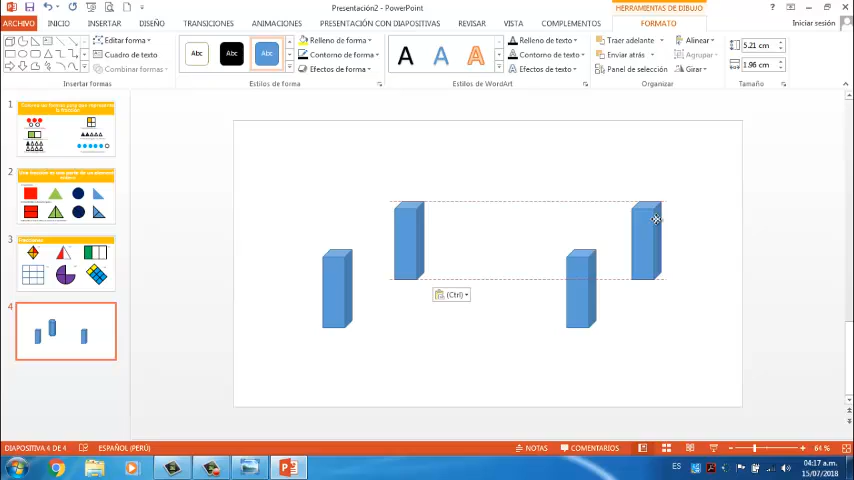 Presentación2 - PowerPoint
HERRAMIENTAS DE DIBUJO
ARCHIVO INICIO INSERTAR DISEÑO TRANSICIONES ANIMACIONES PRESENTACIÓN CON DIAPOSITIVAS REVISAR VISTA COMPLEMENTOS FORMATO Iniciar sesión
Editar forma
Cuadro de texto
Combinar formas
Insertar formas
Abc Abc Abc
Relleno de forma
Contorno de forma
Efectos de forma
Estilos de forma
A A A
Relleno de texto
Contorno de texto
Efectos de texto
Estilos de WordArt
Traer adelante
Enviar atrás
Panel de selección
Alinear
Agrupar
Girar
Organizar
5.21 cm
1.96 cm
Tamaño
1
2
3
Fracciones
4
(Ctrl)
DIAPOSITIVA 4 DE 4 ESPAÑOL (PERÚ) NOTAS COMENTARIOS 64 %
ES 04:17 a.m.
15/07/2018